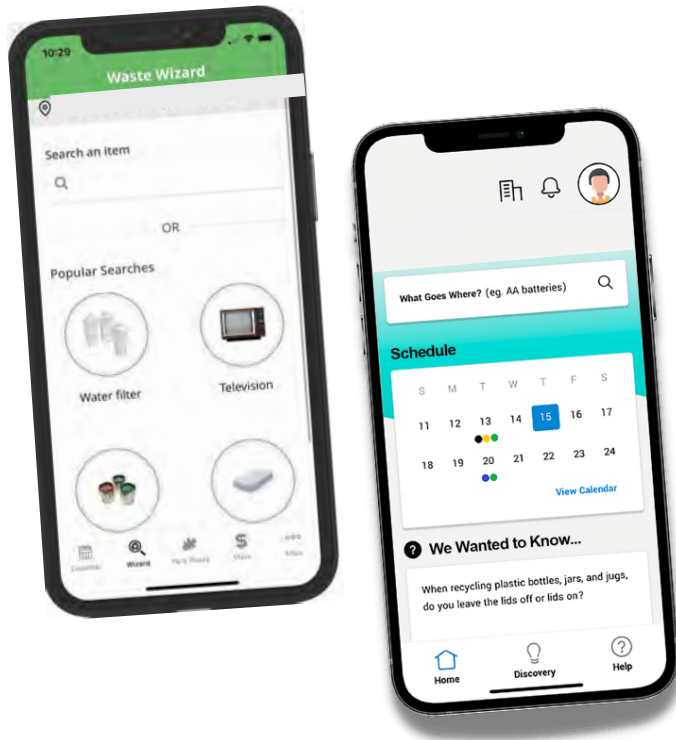 10:29
Waste Wizard
Search an item
OR
Popular Searches
Water filter
Television
Calendar
Wizard
More
What Goes Where? (eg. AA batteries)
Schedule
S M T W T F S
11 12 13 14 15 16 17
18 19 20 21 22 23 24
View Calendar
? We Wanted to Know...
When recycling plastic bottles, jars, and jugs,
do you leave the lids off or lids on?
Home
Discovery
? Help